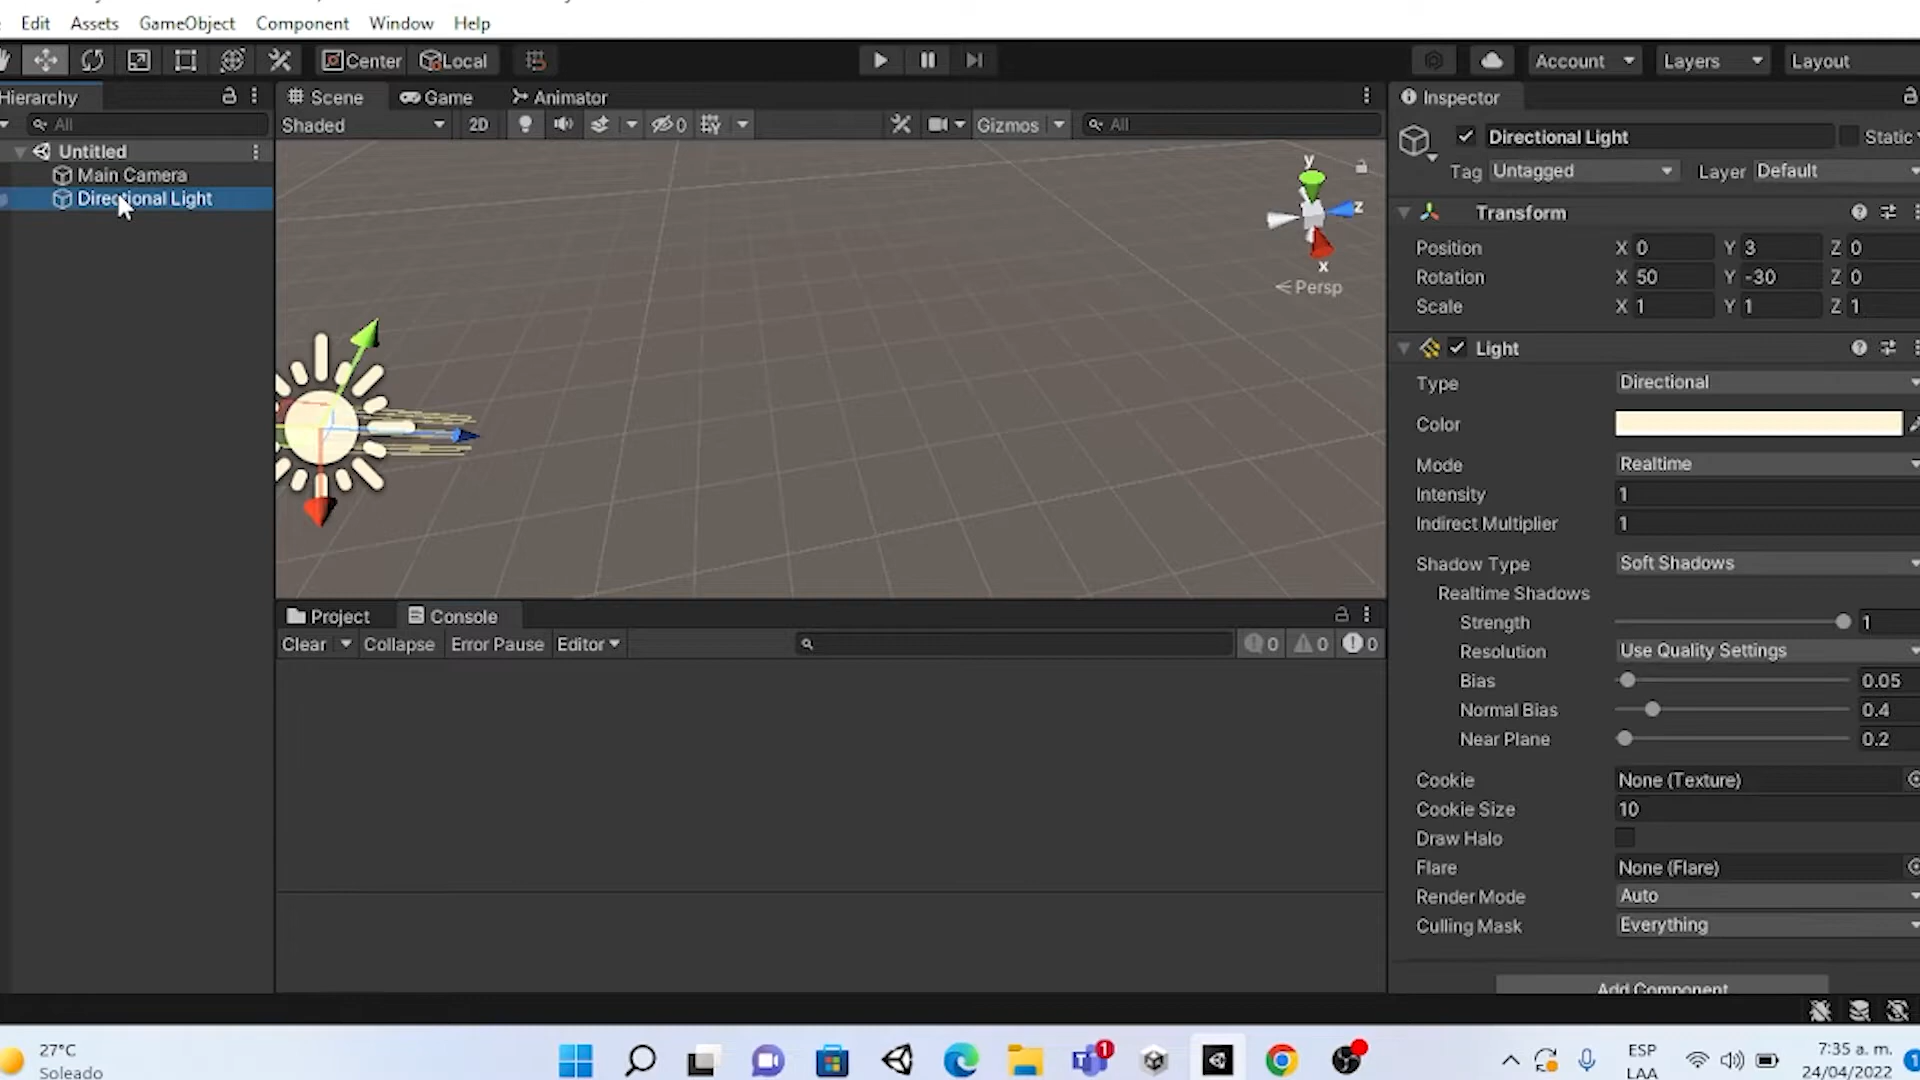 Edit Assets GameObject Component Window Help
Center Local Account Layers Layout
Hierarchy Scene Game Animator Inspector
All Shaded 2D 0 Gizmos All Directional Light Static
Untitled
Main Camera
Directional Light
y
z
x
Persp
Tag Untagged Layer Default
Transform
Position X 0 Y 3 Z 0
Rotation X 50 Y -30 Z 0
Scale X 1 Y 1 Z 1
Light
Type Directional
Color
Mode Realtime
Intensity 1
Indirect Multiplier 1
Shadow Type Soft Shadows
Realtime Shadows
Strength 1
Resolution Use Quality Settings
Bias 0.05
Normal Bias 0.4
Near Plane 0.2
Cookie None (Texture)
Cookie Size 10
Draw Halo
Flare None (Flare)
Render Mode Auto
Culling Mask Everything
Add Component
Project Console
Clear Collapse Error Pause Editor 0 0 0
27°C
Soleado
1
ESP
LAA
7:35 a. m.
24/04/2022
1